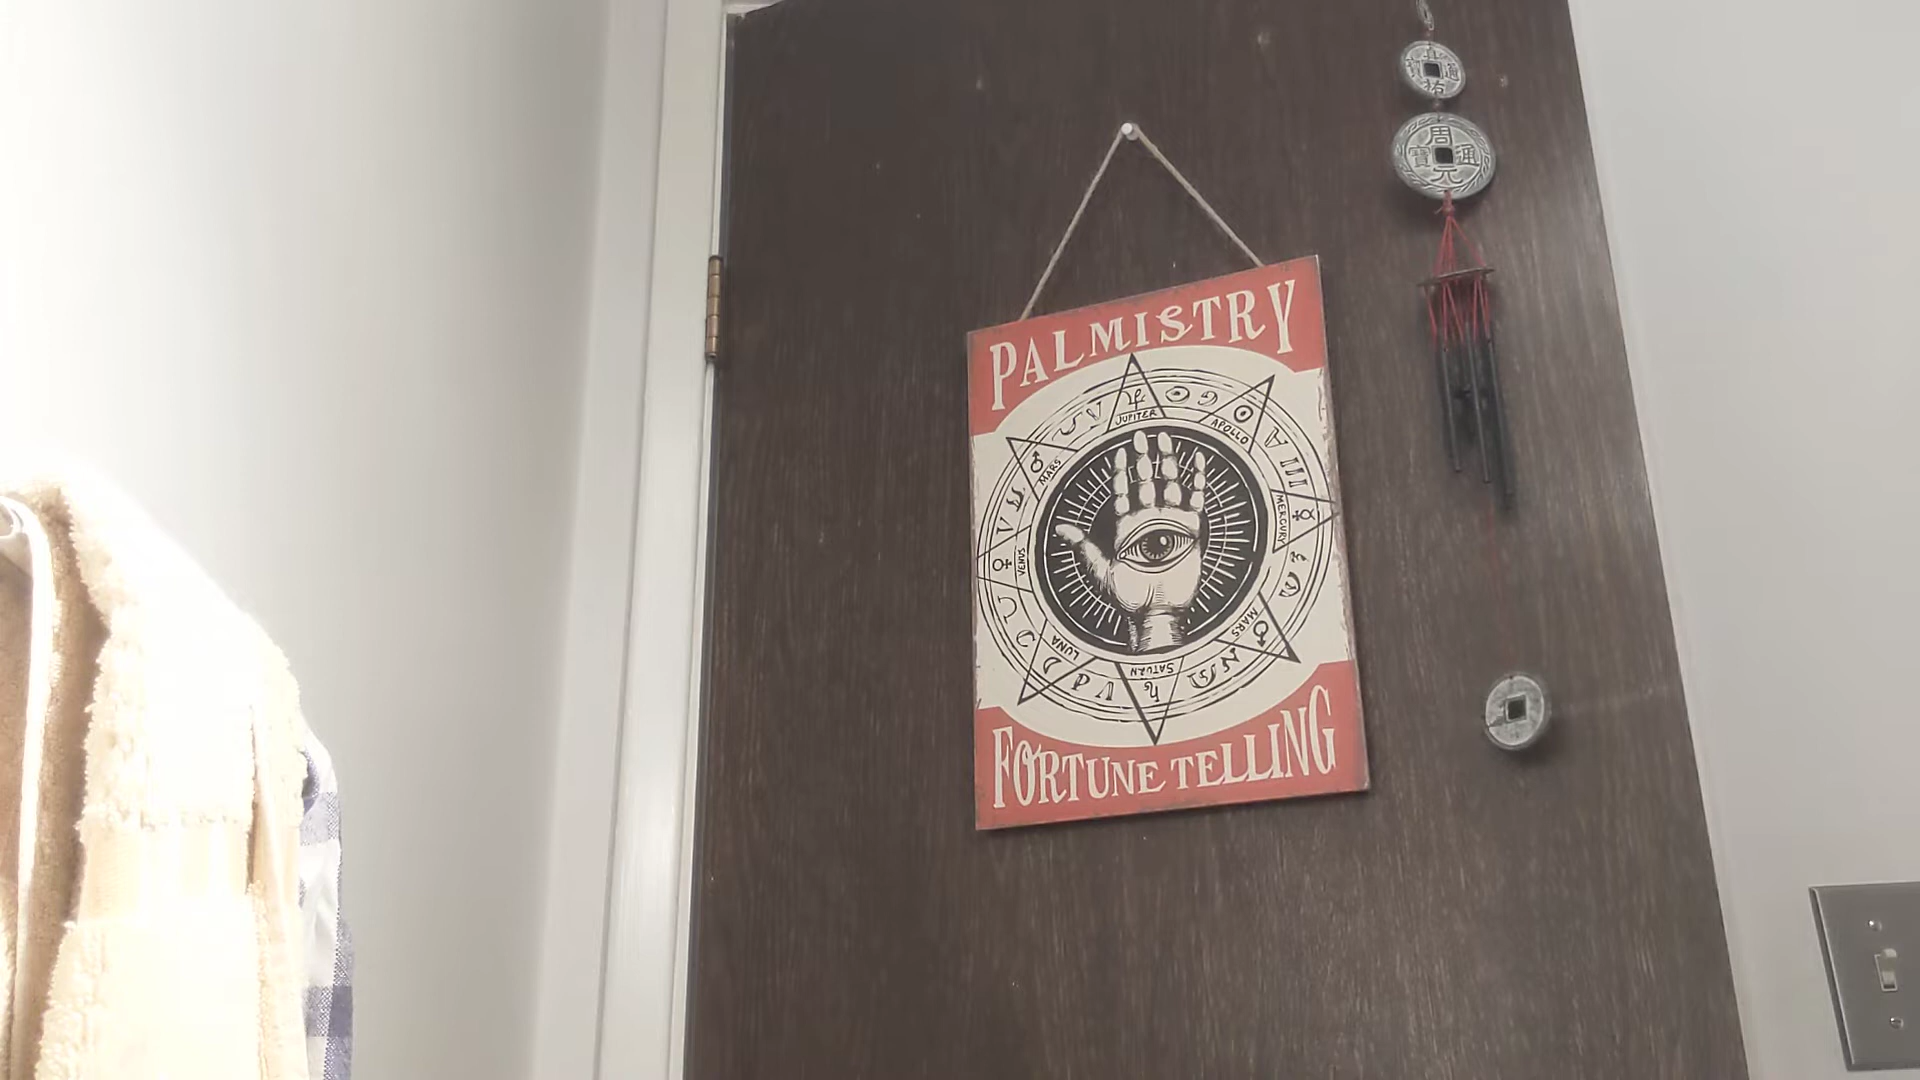 PALMISTRY
JUPITER
APOLLO
MARS
MERCURY
VENUS
MARS
LUNA
SATURN
FORTUNE TELLING
周元通寶